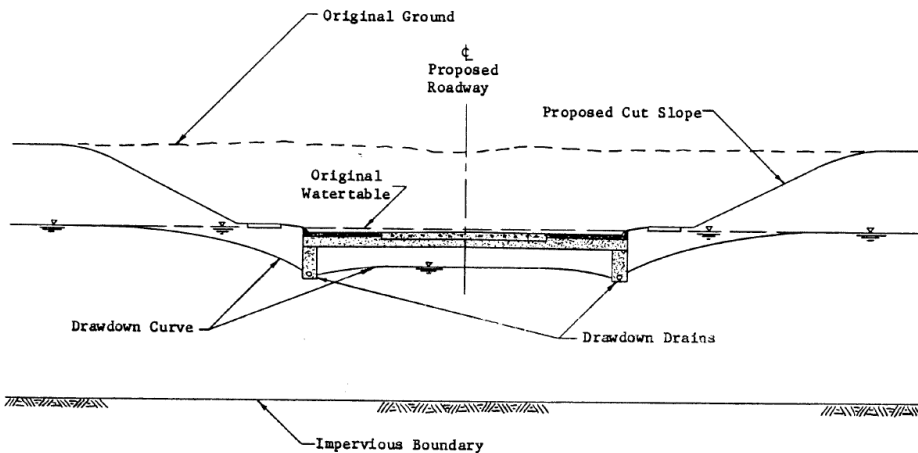 Original Ground
℄
Proposed
Roadway
Proposed Cut Slope
Original
Watertable
Drawdown Curve
Drawdown Drains
Impervious Boundary